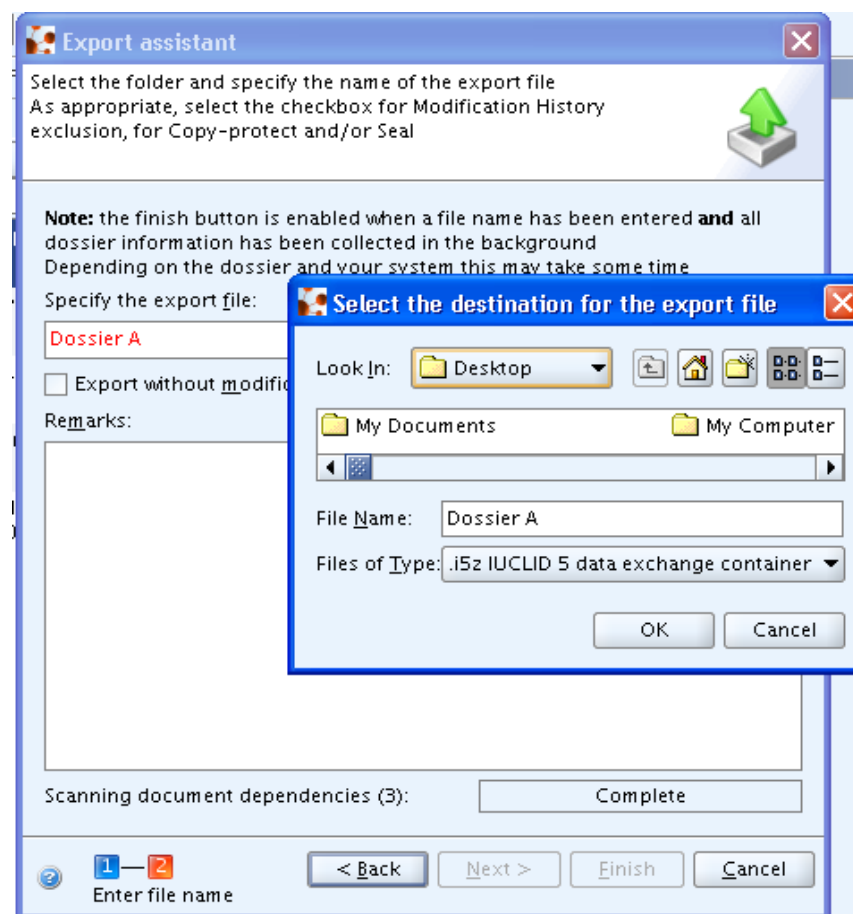 Export assistant
Select the folder and specify the name of the export file
As appropriate, select the checkbox for Modification History
exclusion, for Copy-protect and/or Seal
Note: the finish button is enabled when a file name has been entered and all
dossier information has been collected in the background
Depending on the dossier and your system this may take some time
Specify the export file:
Dossier A
Export without modific
Remarks:
Select the destination for the export file
Look In:
Desktop
My Documents
My Computer
File Name:
Dossier A
Files of Type:
.i5z IUCLID 5 data exchange container
OK
Cancel
Scanning document dependencies (3):
Complete
1
2
Enter file name
< Back
Next >
Finish
Cancel